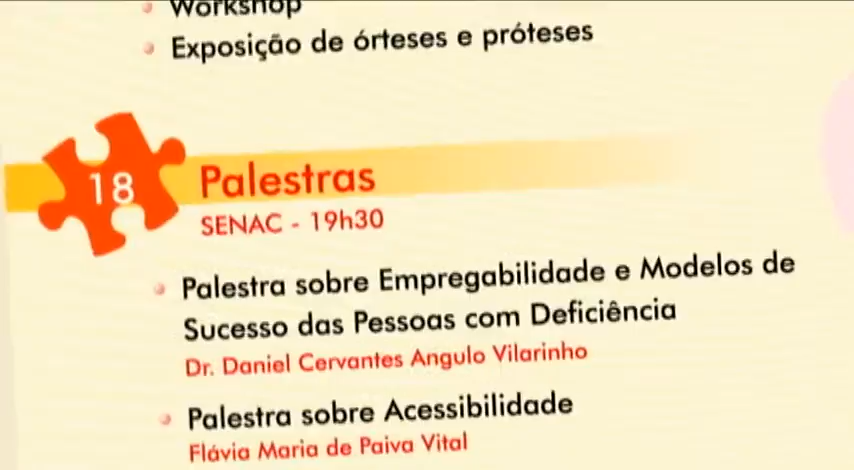 Workshop
Exposição de órteses e próteses
18
Palestras
SENAC - 19h30
Palestra sobre Empregabilidade e Modelos de
Sucesso das Pessoas com Deficiência
Dr. Daniel Cervantes Angulo Vilarinho
Palestra sobre Acessibilidade
Flávia Maria de Paiva Vital